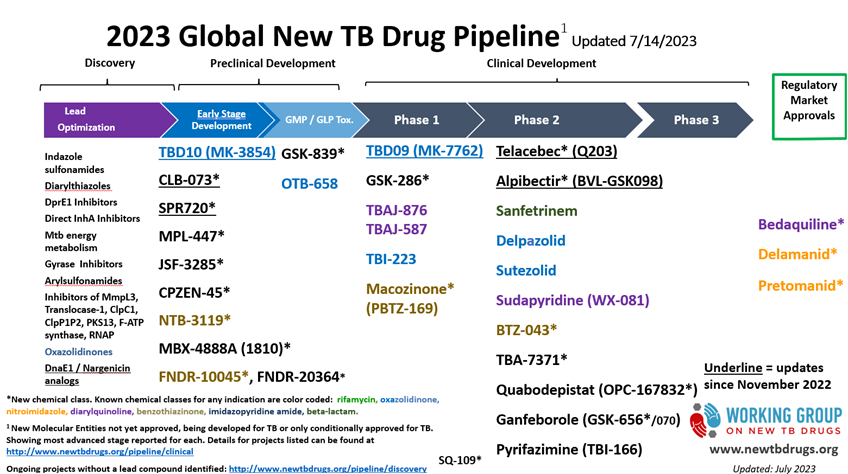 2023 Global New TB Drug Pipeline1 Updated 7/14/2023
Discovery
Preclinical Development
Clinical Development
Lead
Optimization
Early Stage
Development
GMP / GLP Tox.
Phase 1
Phase 2
Phase 3
Regulatory
Market
Approvals
Indazole
sulfonamides
Diarylthiazoles
DprE1 Inhibitors
Direct InhA Inhibitors
Mtb energy
metabolism
Gyrase Inhibitors
Arylsulfonamides
Inhibitors of MmpL3,
Translocase-1, ClpC1,
ClpP1P2, PKS13, F-ATP
synthase, RNAP
Oxazolidinones
DnaE1 / Nargenicin
analogs
TBD10 (MK-3854)
CLB-073*
SPR720*
MPL-447*
JSF-3285*
CPZEN-45*
NTB-3119*
MBX-4888A (1810)*
FNDR-10045*, FNDR-20364*
GSK-839*
OTB-658
TBD09 (MK-7762)
GSK-286*
TBAJ-876
TBAJ-587
TBI-223
Macozinone*
(PBTZ-169)
Telacebec* (Q203)
Alpibectir* (BVL-GSK098)
Sanfetrinem
Delpazolid
Sutezolid
Sudapyridine (WX-081)
BTZ-043*
TBA-7371*
Quabodepistat (OPC-167832*)
Ganfeborole (GSK-656*/070)
Pyrifazimine (TBI-166)
SQ-109*
Bedaquiline*
Delamanid*
Pretomanid*
Underline = updates
since November 2022
*New chemical class. Known chemical classes for any indication are color coded: rifamycin, oxazolidinone,
nitroimidazole, diarylquinoline, benzothiazinone, imidazopyridine amide, beta-lactam.
1 New Molecular Entities not yet approved, being developed for TB or only conditionally approved for TB.
Showing most advanced stage reported for each. Details for projects listed can be found at
http://www.newtbdrugs.org/pipeline/clinical
Ongoing projects without a lead compound identified: http://www.newtbdrugs.org/pipeline/discovery
WORKING GROUP
ON NEW TB DRUGS
www.newtbdrugs.org
Updated: July 2023